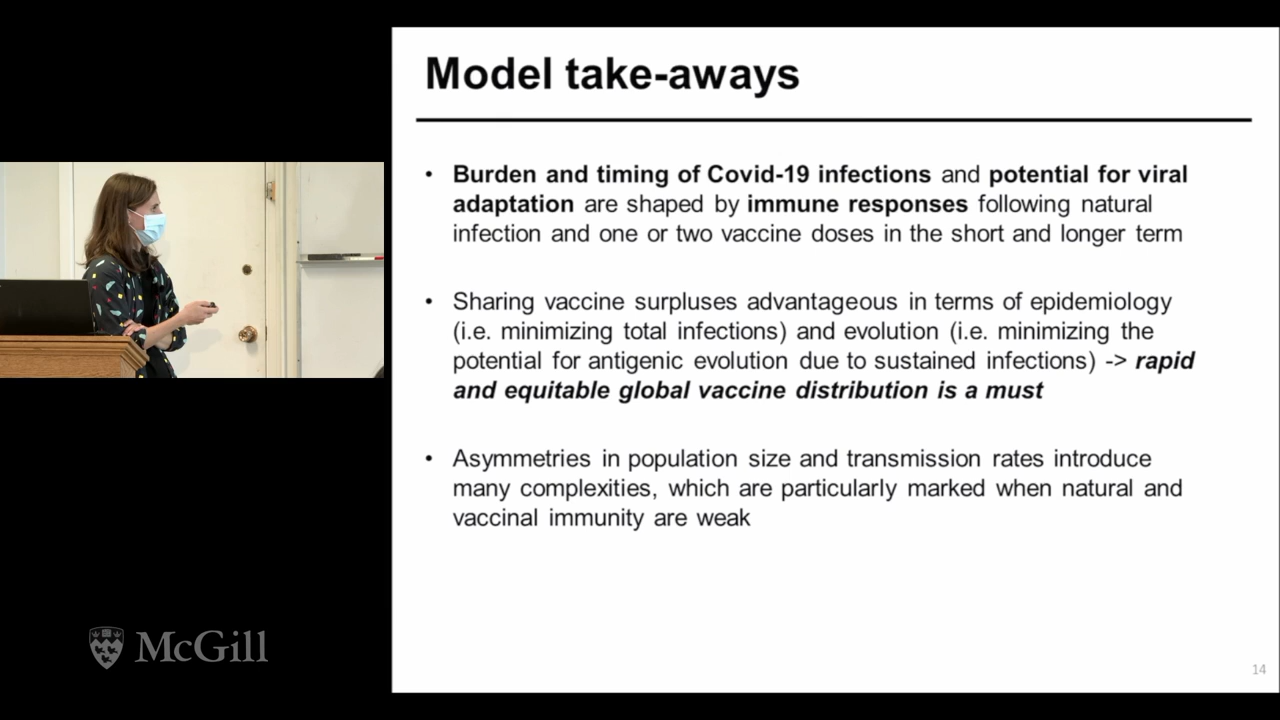 Model take-aways
• Burden and timing of Covid-19 infections and potential for viral
adaptation are shaped by immune responses following natural
infection and one or two vaccine doses in the short and longer term
• Sharing vaccine surpluses advantageous in terms of epidemiology
(i.e. minimizing total infections) and evolution (i.e. minimizing the
potential for antigenic evolution due to sustained infections) -> rapid
and equitable global vaccine distribution is a must
• Asymmetries in population size and transmission rates introduce
many complexities, which are particularly marked when natural and
vaccinal immunity are weak
McGill
14